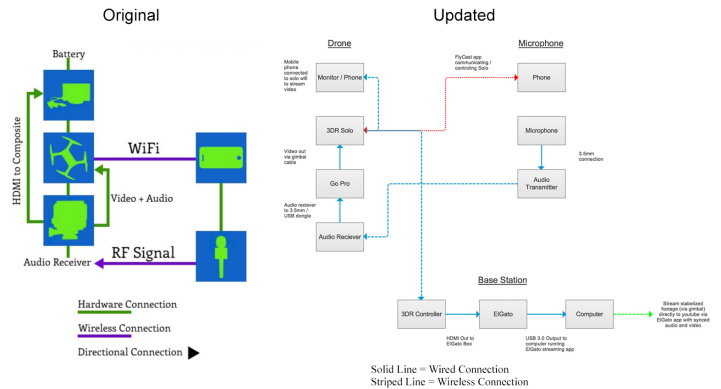 Original
Battery
HDMI to Composite
WiFi
Video + Audio
RF Signal
Audio Receiver
Hardware Connection
Wireless Connection
Directional Connection
Updated
Drone
Microphone
Mobile
phone
connected
to solo will
to stream
video
Monitor / Phone
FlyCast app
communicating /
controling Solo
Phone
3DR Solo
Microphone
Video out
via gimbal
cable
3.5mm
connection
Go Pro
Audio
Transmitter
Audio reciever
to 3.5mm /
USB dongle
Audio Reciever
Base Station
3DR Controller
ElGato
Computer
Stream stabelized
footage (via gimbal)
directly to youtube via
ElGato app with synced
audio and video
HDMI Out to
ElGato Box
USB 3.0 Output to
computer running
ElGato streaming app
Solid Line = Wired Connection
Striped Line = Wireless Connection